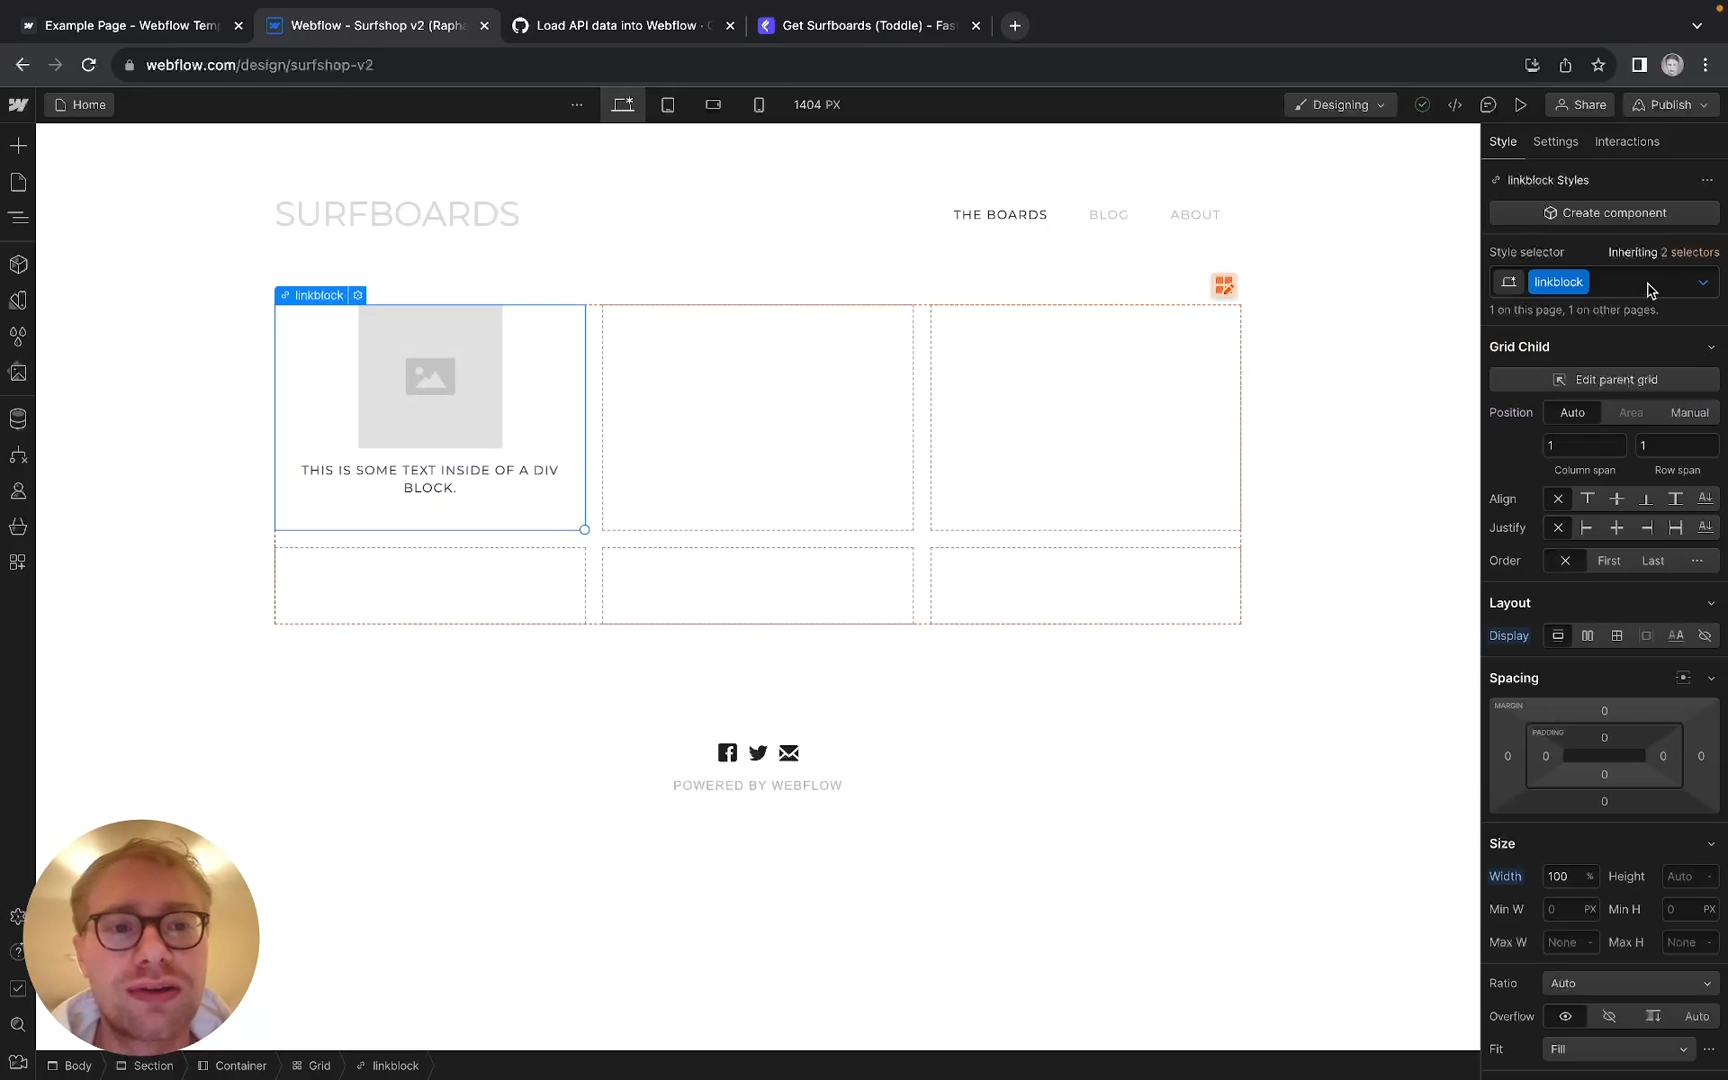 Example Page - Webflow Temp
Webflow - Surfshop v2 (Rapha
Load API data into Webflow ·
Get Surfboards (Toddle) – Fas
webflow.com/design/surfshop-v2
Home
1404 PX
Designing
Share
Publish
Style Settings Interactions
linkblock Styles
Create component
Style selector Inheriting 2 selectors
linkblock
1 on this page, 1 on other pages.
Grid Child
Edit parent grid
Position Auto Area Manual
1 1
Column span Row span
Align
Justify
Order First Last
Layout
Display
Spacing
MARGIN
0
PADDING
0
0 0 0 0
0
0
Size
Width 100 % Height Auto -
Min W 0 PX Min H 0 PX
Max W None - Max H None -
Ratio Auto
Overflow Auto
Fit Fill
SURFBOARDS
THE BOARDS BLOG ABOUT
linkblock
THIS IS SOME TEXT INSIDE OF A DIV
BLOCK.
POWERED BY WEBFLOW
Body Section Container Grid linkblock